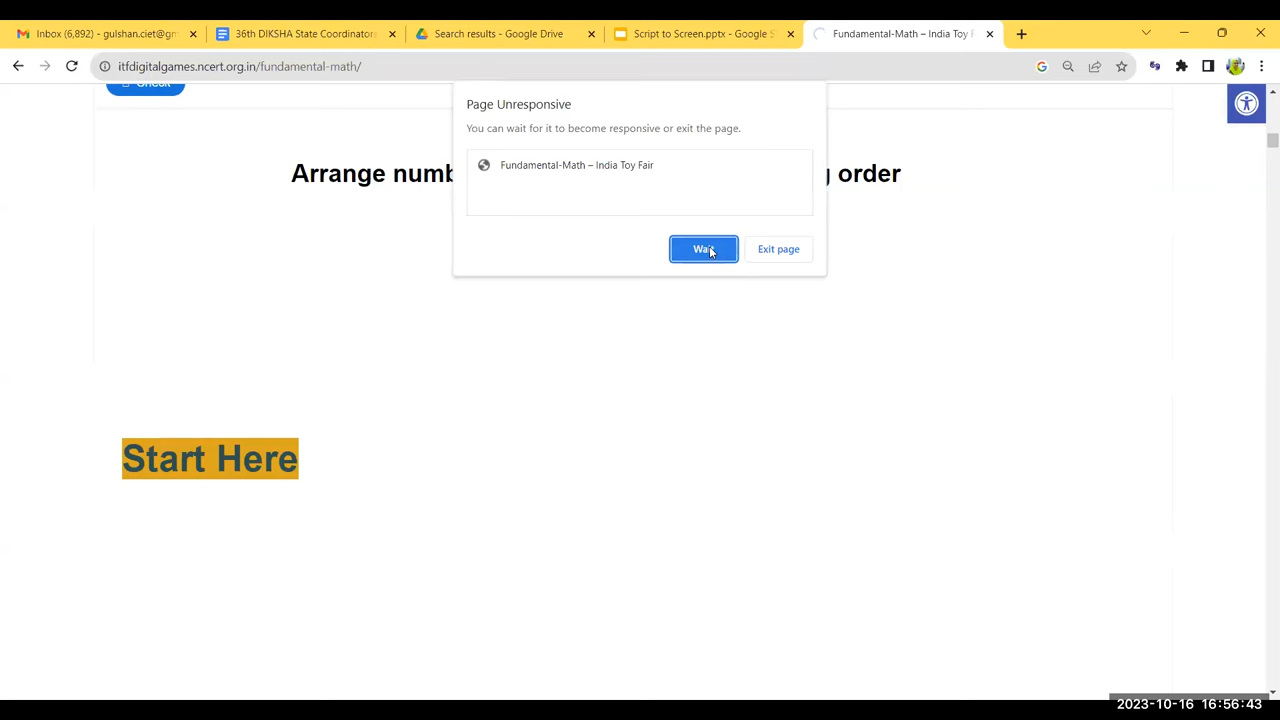 Inbox (6,892) - gulshan.ciet@gm
36th DIKSHA State Coordinators
Search results - Google Drive
Script to Screen.pptx - Google S
Fundamental-Math – India Toy F
itfdigitalgames.ncert.org.in/fundamental-math/
Check
Page Unresponsive
You can wait for it to become responsive or exit the page.
Fundamental-Math – India Toy Fair
Wait
Exit page
Arrange numb
g order
Start Here
2023-10-16 16:56:43